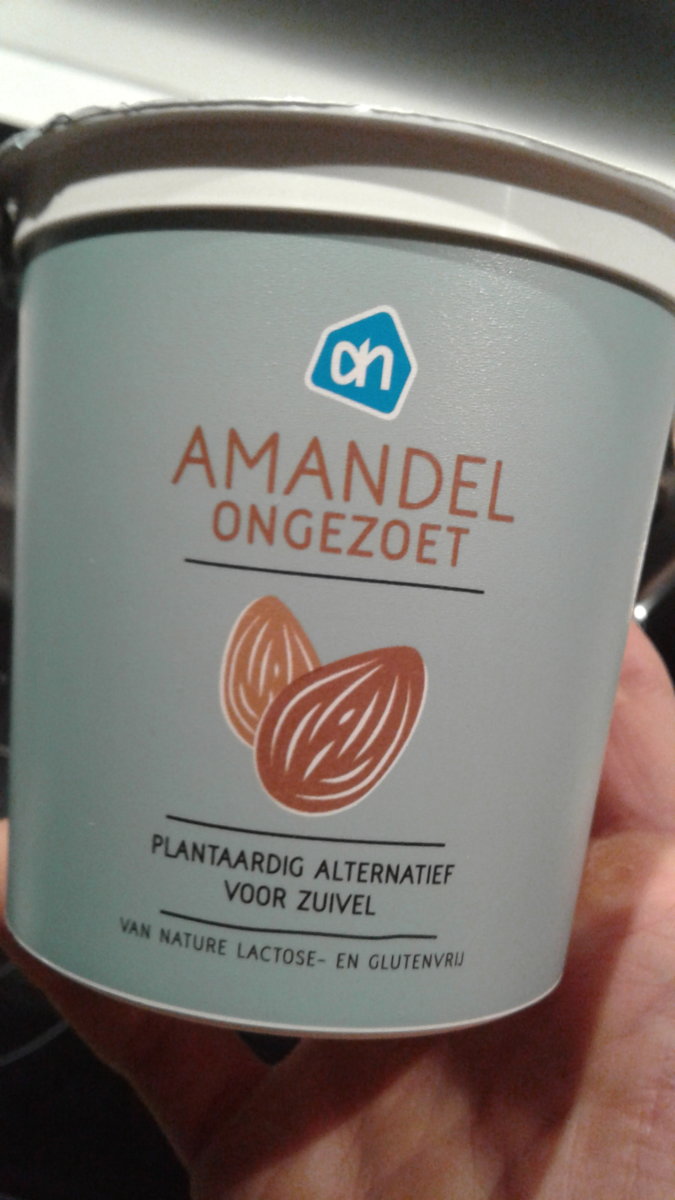 ah
AMANDEL
ONGEZOET
PLANTAARDIG ALTERNATIEF
VOOR ZUIVEL
VAN NATURE LACTOSE- EN GLUTENVRIJ